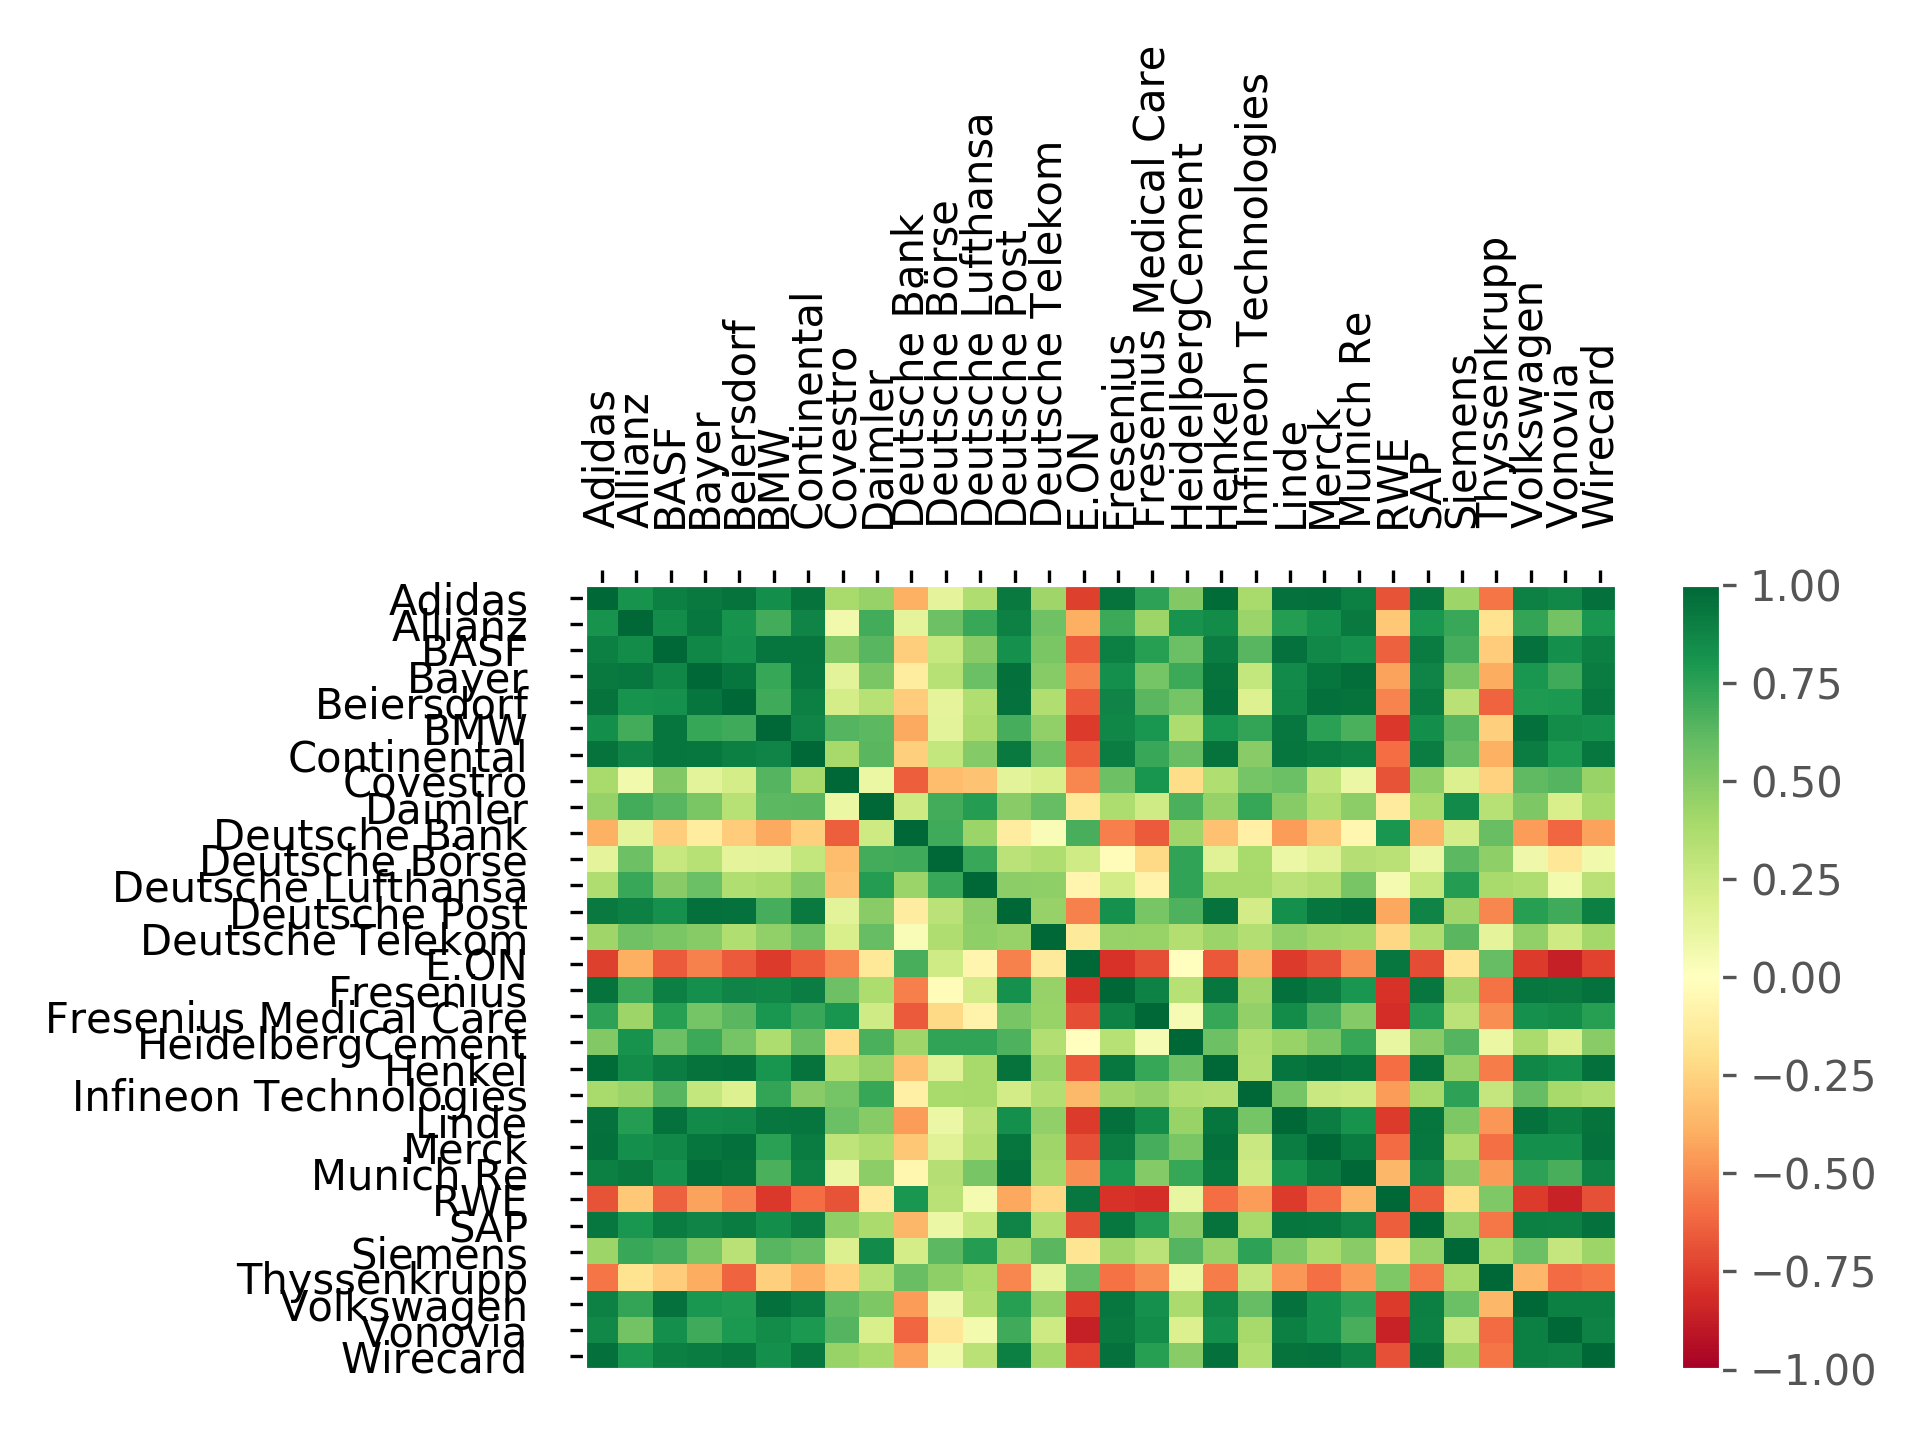 Adidas
Allianz
BASF
Bayer
Beiersdorf
BMW
Continental
Covestro
Daimler
Deutsche Bank
Deutsche Börse
Deutsche Lufthansa
Deutsche Post
Deutsche Telekom
E.ON
Fresenius
Fresenius Medical Care
HeidelbergCement
Henkel
Infineon Technologies
Linde
Merck
Munich Re
RWE
SAP
Siemens
Thyssenkrupp
Volkswagen
Vonovia
Wirecard
Adidas
Allianz
BASF
Bayer
Beiersdorf
BMW
Continental
Covestro
Daimler
Deutsche Bank
Deutsche Börse
Deutsche Lufthansa
Deutsche Post
Deutsche Telekom
E.ON
Fresenius
Fresenius Medical Care
HeidelbergCement
Henkel
Infineon Technologies
Linde
Merck
Munich Re
RWE
SAP
Siemens
Thyssenkrupp
Volkswagen
Vonovia
Wirecard
1.00
0.75
0.50
0.25
0.00
−0.25
−0.50
−0.75
−1.00